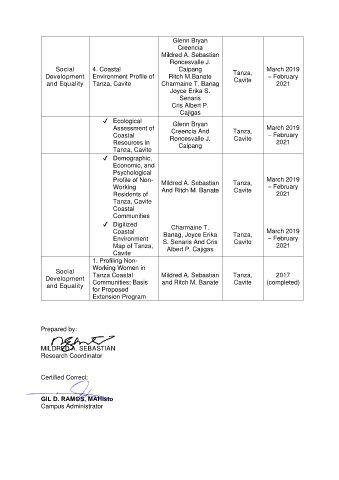 Social
Development
and Equality
4. Coastal
Environment Profile of
Tanza, Cavite
Glenn Bryan
Creencia
Mildred A. Sebastian
Roncesvalle J.
Caipang
Ritch M.Banate
Charmaine T. Banag
Joyce Erika S.
Senaris
Cris Albert P.
Cajigas
Tanza,
Cavite
March 2019
– February
2021
✓ Ecological
Assessment of
Coastal
Resources in
Tanza, Cavite
Glenn Bryan
Creencia And
Roncesvalle J.
Caipang
Tanza,
Cavite
March 2019
– February
2021
✓ Demographic,
Economic, and
Psychological
Profile of Non-
Working
Residents of
Tanza, Cavite
Coastal
Communities
Mildred A. Sebastian
And Ritch M. Banate
Tanza,
Cavite
March 2019
– February
2021
✓ Digitized
Coastal
Environment
Map of Tanza,
Cavite
Charmaine T.
Banag, Joyce Erika
S. Senaris And Cris
Albert P. Cajigas
Tanza,
Cavite
March 2019
– February
2021
Social
Development
and Equality
1. Profiling Non-
Working Women in
Tanza Coastal
Communities: Basis
for Proposed
Extension Program
Mildred A. Sebastian
and Ritch M. Banate
Tanza,
Cavite
2017
(completed)
Prepared by:
MILDRED A. SEBASTIAN
Research Coordinator
Certified Correct:
GIL D. RAMOS, MAHisto
Campus Administrator